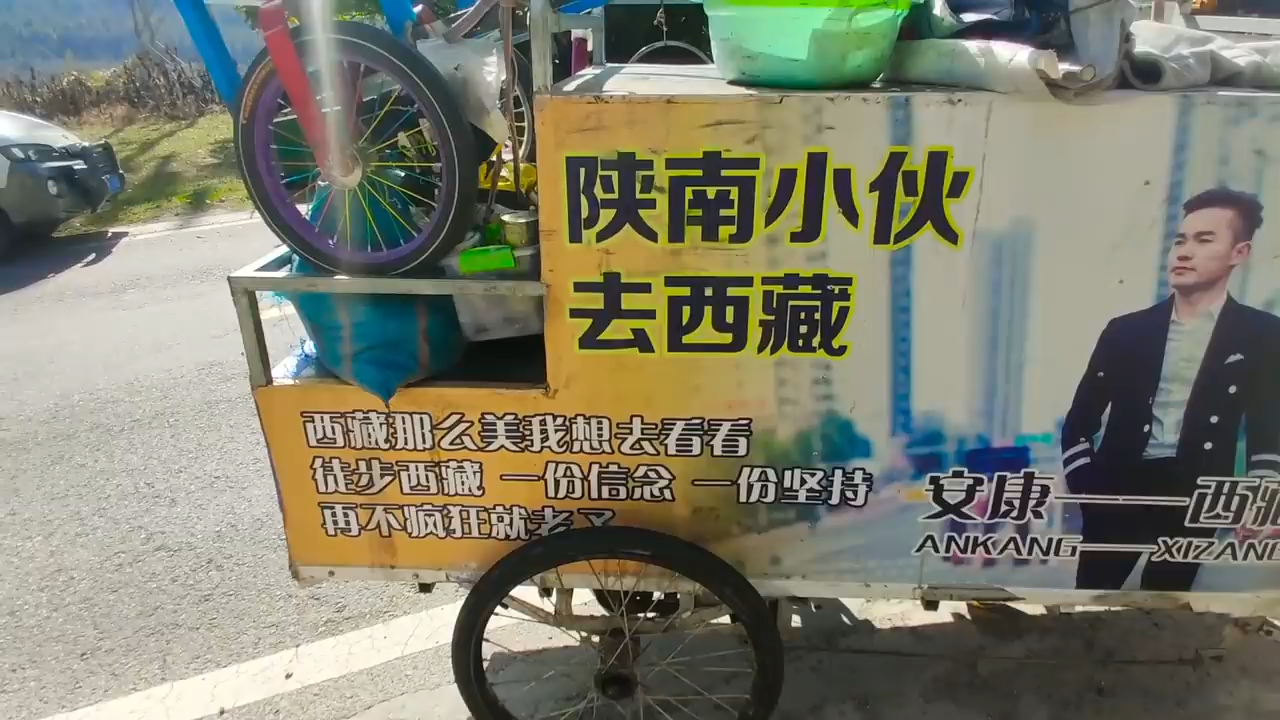 陕南小伙
去西藏
西藏那么美我想去看看
徒步西藏 一份信念 一份坚持
再不疯狂就老了
安康——西藏
ANKANG——XIZANG